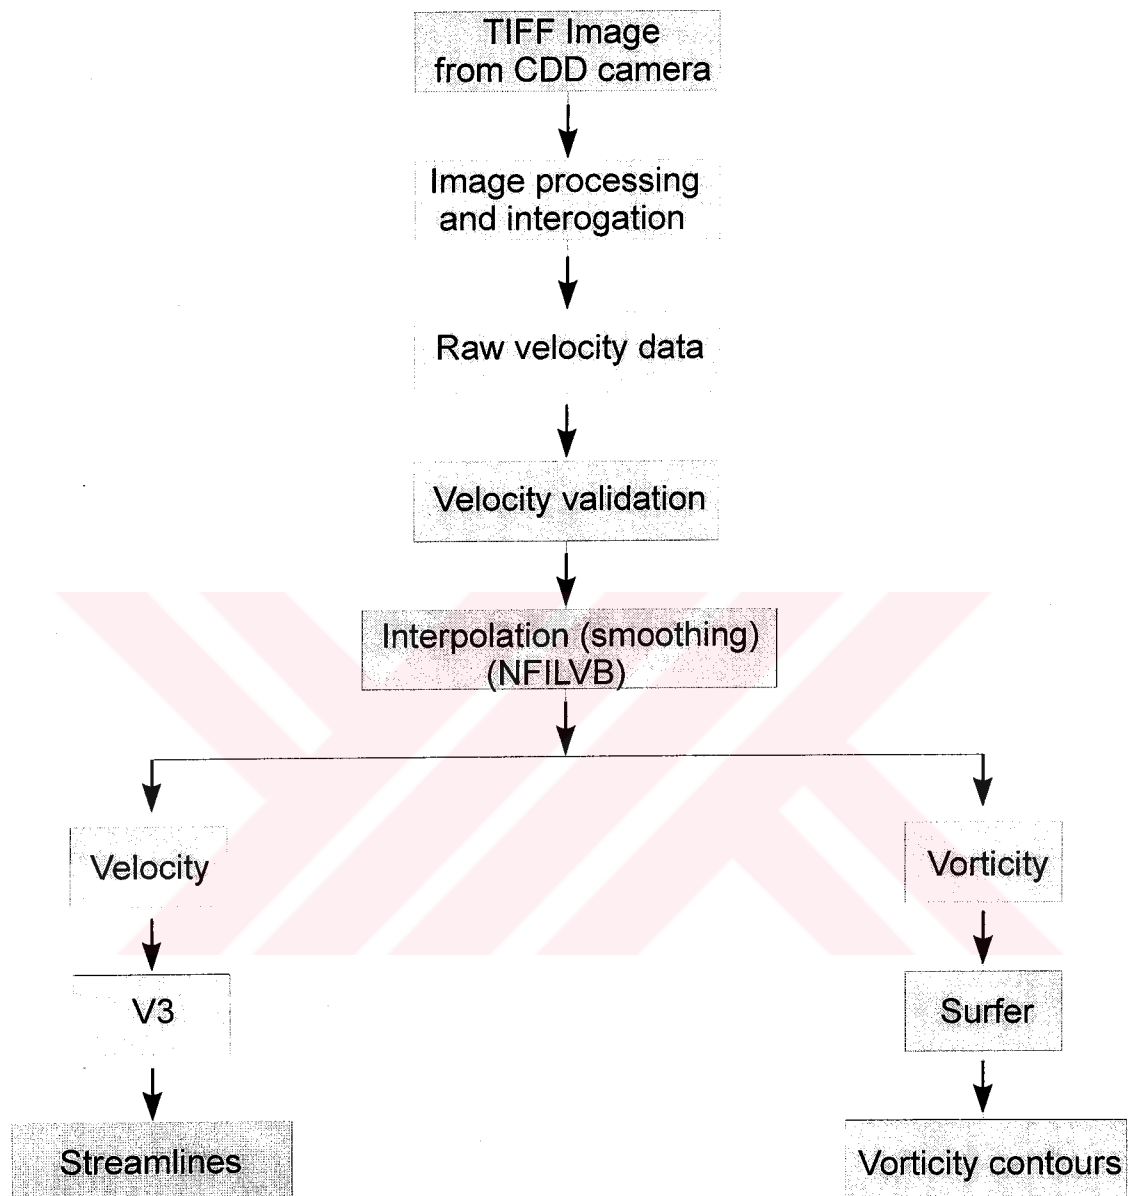 TIFF Image
from CDD camera
Image processing
and interogation
Raw velocity data
Velocity validation
Interpolation (smoothing)
(NFILVB)
Velocity
Vorticity
V3
Surfer
Streamlines
Vorticity contours